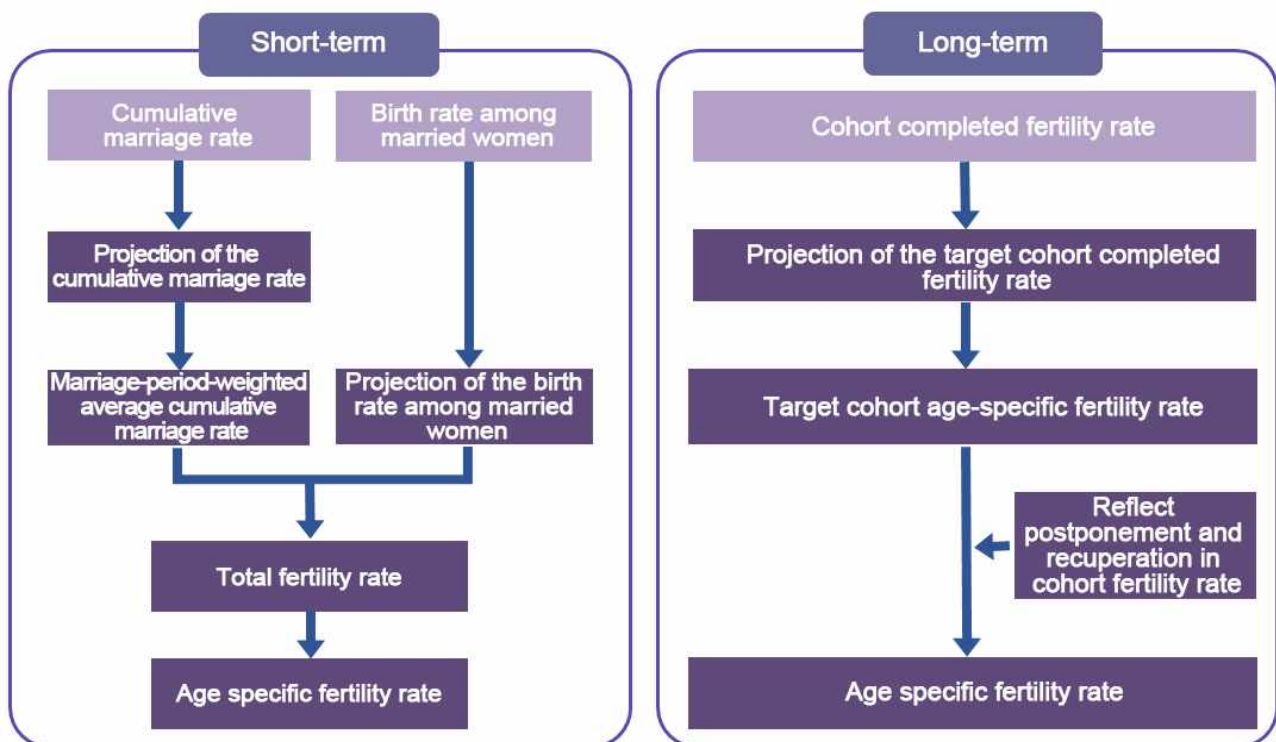 Short-term
Cumulative
marriage rate
Birth rate among
married women
Projection of the
cumulative marriage rate
Marriage-period-weighted
average cumulative
marriage rate
Projection of the birth
rate among married
women
Total fertility rate
Age specific fertility rate
Long-term
Cohort completed fertility rate
Projection of the target cohort completed
fertility rate
Target cohort age-specific fertility rate
Reflect
postponement and
recuperation in
cohort fertility rate
Age specific fertility rate